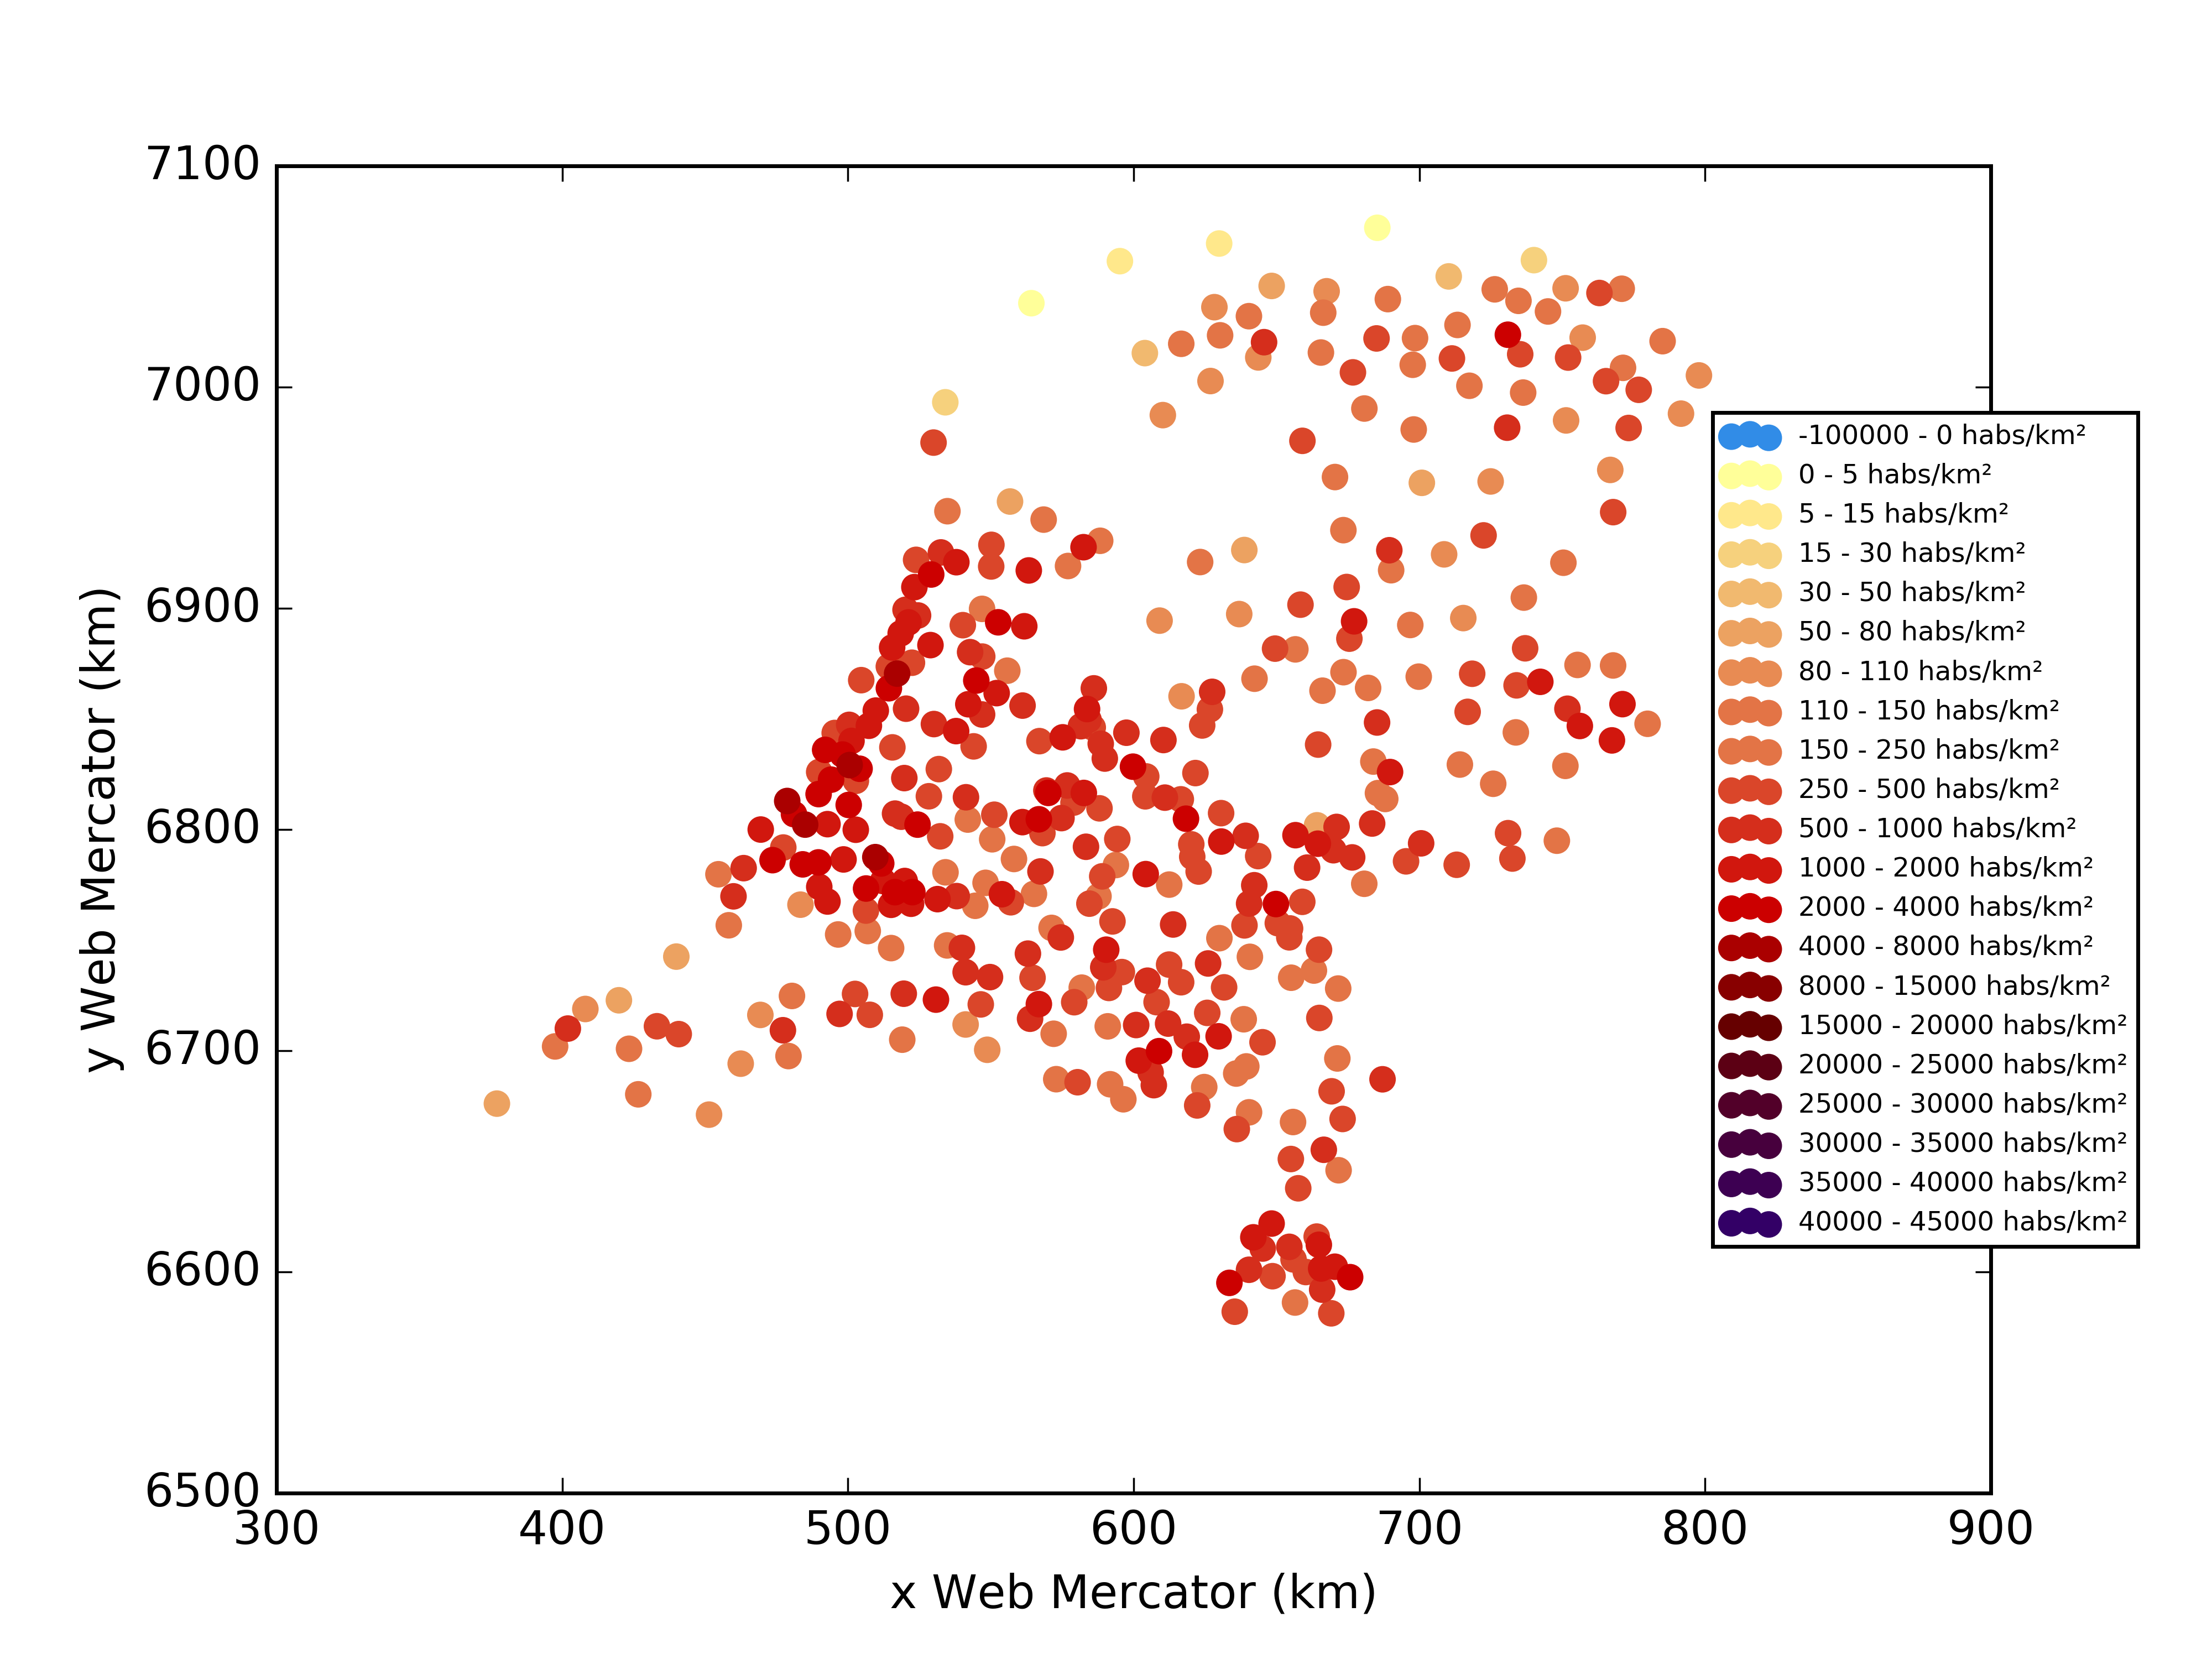 7100
7000
6900
6800
6700
6600
6500
300 400 500 600 700 800 900
x Web Mercator (km)
y Web Mercator (km)
-100000 - 0 habs/km²
0 - 5 habs/km²
5 - 15 habs/km²
15 - 30 habs/km²
30 - 50 habs/km²
50 - 80 habs/km²
80 - 110 habs/km²
110 - 150 habs/km²
150 - 250 habs/km²
250 - 500 habs/km²
500 - 1000 habs/km²
1000 - 2000 habs/km²
2000 - 4000 habs/km²
4000 - 8000 habs/km²
8000 - 15000 habs/km²
15000 - 20000 habs/km²
20000 - 25000 habs/km²
25000 - 30000 habs/km²
30000 - 35000 habs/km²
35000 - 40000 habs/km²
40000 - 45000 habs/km²